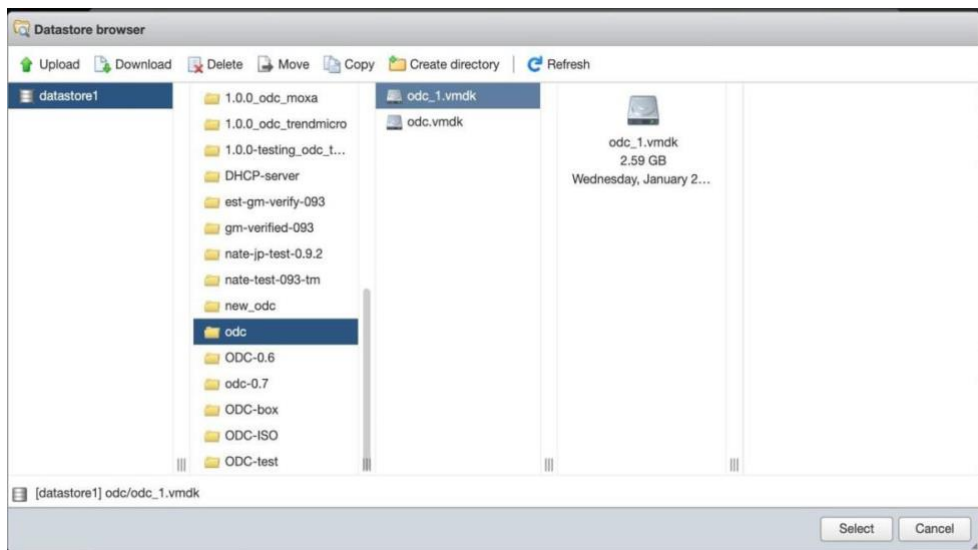 Datastore browser
Upload Download Delete Move Copy Create directory Refresh
datastore1
1.0.0_odc_moxa
1.0.0_odc_trendmicro
1.0.0-testing_odc_t...
DHCP-server
est-gm-verify-093
gm-verified-093
nate-jp-test-0.9.2
nate-test-093-tm
new_odc
odc
ODC-0.6
odc-0.7
ODC-box
ODC-ISO
ODC-test
odc_1.vmdk
odc.vmdk
odc_1.vmdk
2.59 GB
Wednesday, January 2...
[datastore1] odc/odc_1.vmdk
Select Cancel